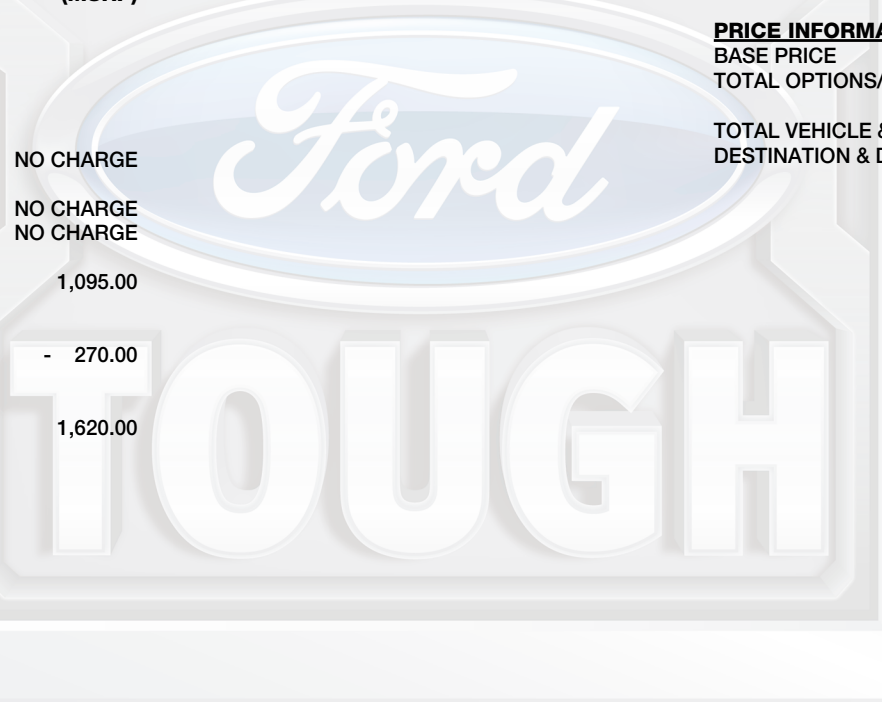 (MSRP)
NO CHARGE
NO CHARGE
NO CHARGE
1,095.00
- 270.00
1,620.00
PRICE INFORMA
BASE PRICE
TOTAL OPTIONS/
TOTAL VEHICLE &
DESTINATION & D
Ford
TOUGH